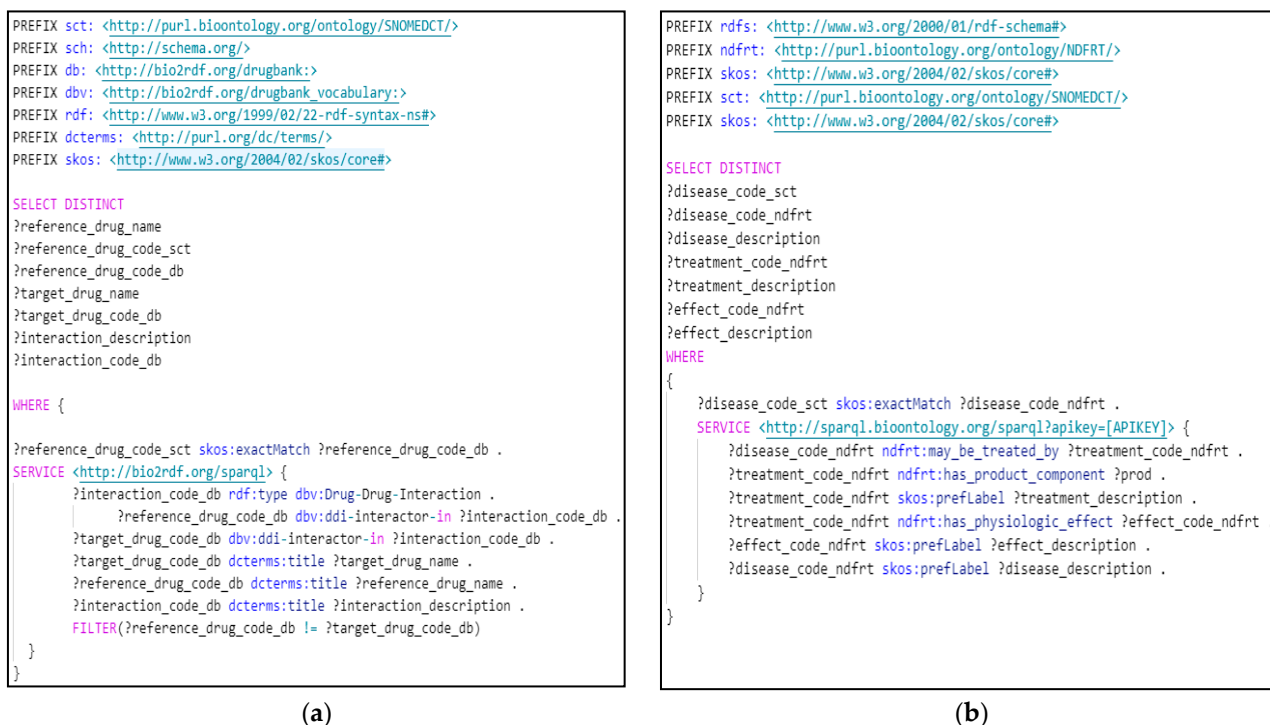 PREFIX sct: <http://purl.bioontology.org/ontology/SNOMEDCT/>
PREFIX sch: <http://schema.org/>
PREFIX db: <http://bio2rdf.org/drugbank:>
PREFIX dbv: <http://bio2rdf.org/drugbank_vocabulary:>
PREFIX rdf: <http://www.w3.org/1999/02/22-rdf-syntax-ns#>
PREFIX dcterms: <http://purl.org/dc/terms/>
PREFIX skos: <http://www.w3.org/2004/02/skos/core#>
SELECT DISTINCT
?reference_drug_name
?reference_drug_code_sct
?reference_drug_code_db
?target_drug_name
?target_drug_code_db
?interaction_description
?interaction_code_db
WHERE {
?reference_drug_code_sct skos:exactMatch ?reference_drug_code_db .
SERVICE <http://bio2rdf.org/sparql> {
?interaction_code_db rdf:type dbv:Drug-Drug-Interaction .
?reference_drug_code_db dbv:ddi-interactor-in ?interaction_code_db .
?target_drug_code_db dbv:ddi-interactor-in ?interaction_code_db .
?target_drug_code_db dcterms:title ?target_drug_name .
?reference_drug_code_db dcterms:title ?reference_drug_name .
?interaction_code_db dcterms:title ?interaction_description .
FILTER(?reference_drug_code_db != ?target_drug_code_db)
}
}
(a)
PREFIX rdfs: <http://www.w3.org/2000/01/rdf-schema#>
PREFIX ndfrt: <http://purl.bioontology.org/ontology/NDFRT/>
PREFIX skos: <http://www.w3.org/2004/02/skos/core#>
PREFIX sct: <http://purl.bioontology.org/ontology/SNOMEDCT/>
PREFIX skos: <http://www.w3.org/2004/02/skos/core#>
SELECT DISTINCT
?disease_code_sct
?disease_code_ndfrt
?disease_description
?treatment_code_ndfrt
?treatment_description
?effect_code_ndfrt
?effect_description
WHERE
{
?disease_code_sct skos:exactMatch ?disease_code_ndfrt .
SERVICE <http://sparql.bioontology.org/sparql?apikey=[APIKEY]> {
?disease_code_ndfrt ndfrt:may_be_treated_by ?treatment_code_ndfrt .
?treatment_code_ndfrt ndfrt:has_product_component ?prod .
?treatment_code_ndfrt skos:prefLabel ?treatment_description .
?treatment_code_ndfrt ndfrt:has_physiologic_effect ?effect_code_ndfrt .
?effect_code_ndfrt skos:prefLabel ?effect_description .
?disease_code_ndfrt skos:prefLabel ?disease_description .
}
}
(b)